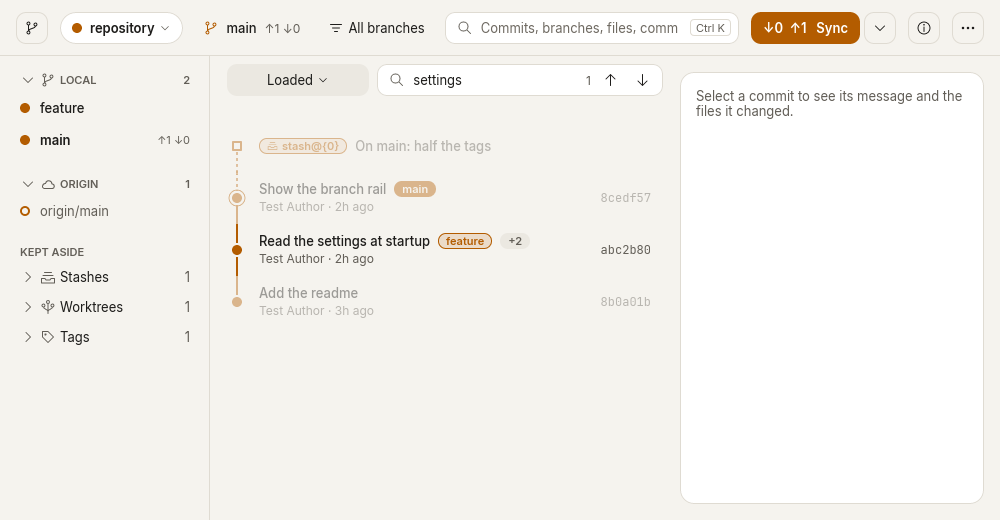 repository
main ↑1 ↓0
All branches
Commits, branches, files, comm
Ctrl K
↓0 ↑1 Sync
LOCAL 2
feature
main ↑1 ↓0
ORIGIN 1
origin/main
KEPT ASIDE
Stashes 1
Worktrees 1
Tags 1
Loaded
settings 1
stash@{0} On main: half the tags
Show the branch rail main
Test Author · 2h ago
8cedf57
Read the settings at startup feature +2
Test Author · 2h ago
abc2b80
Add the readme
Test Author · 3h ago
8b0a01b
Select a commit to see its message and the
files it changed.